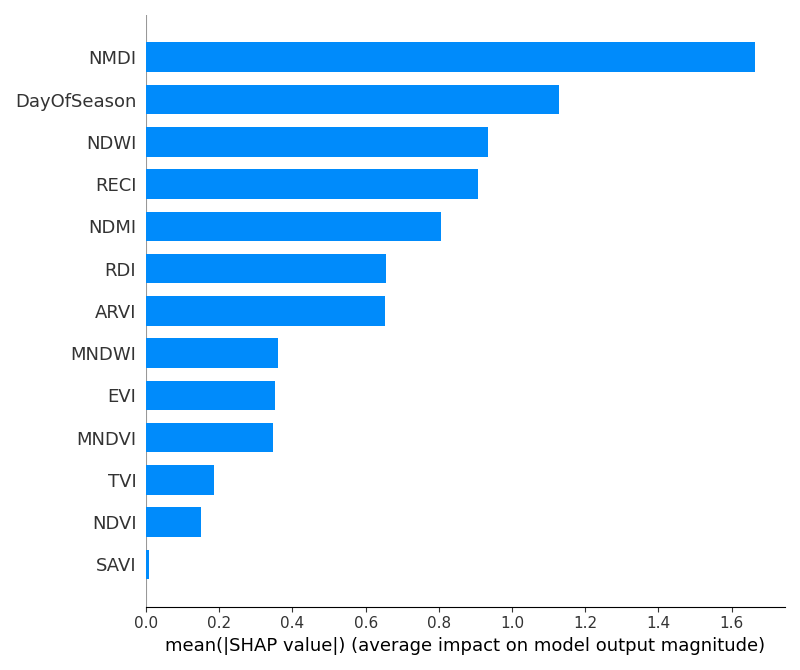 NMDI
DayOfSeason
NDWI
RECI
NDMI
RDI
ARVI
MNDWI
EVI
MNDVI
TVI
NDVI
SAVI
0.0 0.2 0.4 0.6 0.8 1.0 1.2 1.4 1.6
mean(|SHAP value|) (average impact on model output magnitude)